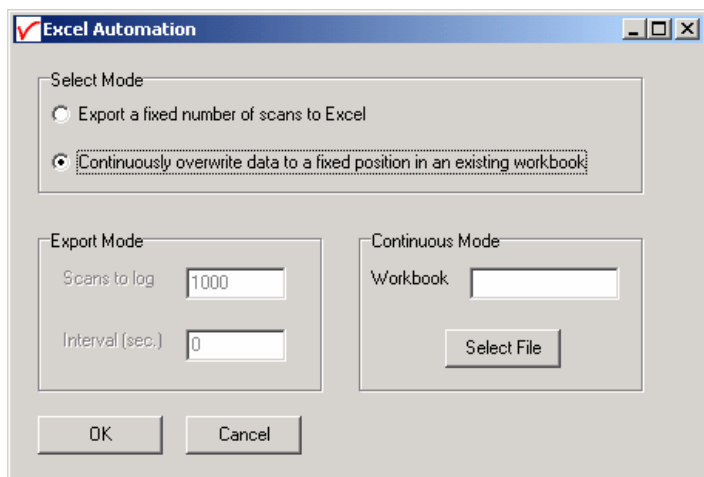 Excel Automation
Select Mode
Export a fixed number of scans to Excel
Continuously overwrite data to a fixed position in an existing workbook
Export Mode
Scans to log 1000
Interval (sec.) 0
Continuous Mode
Workbook
Select File
OK Cancel